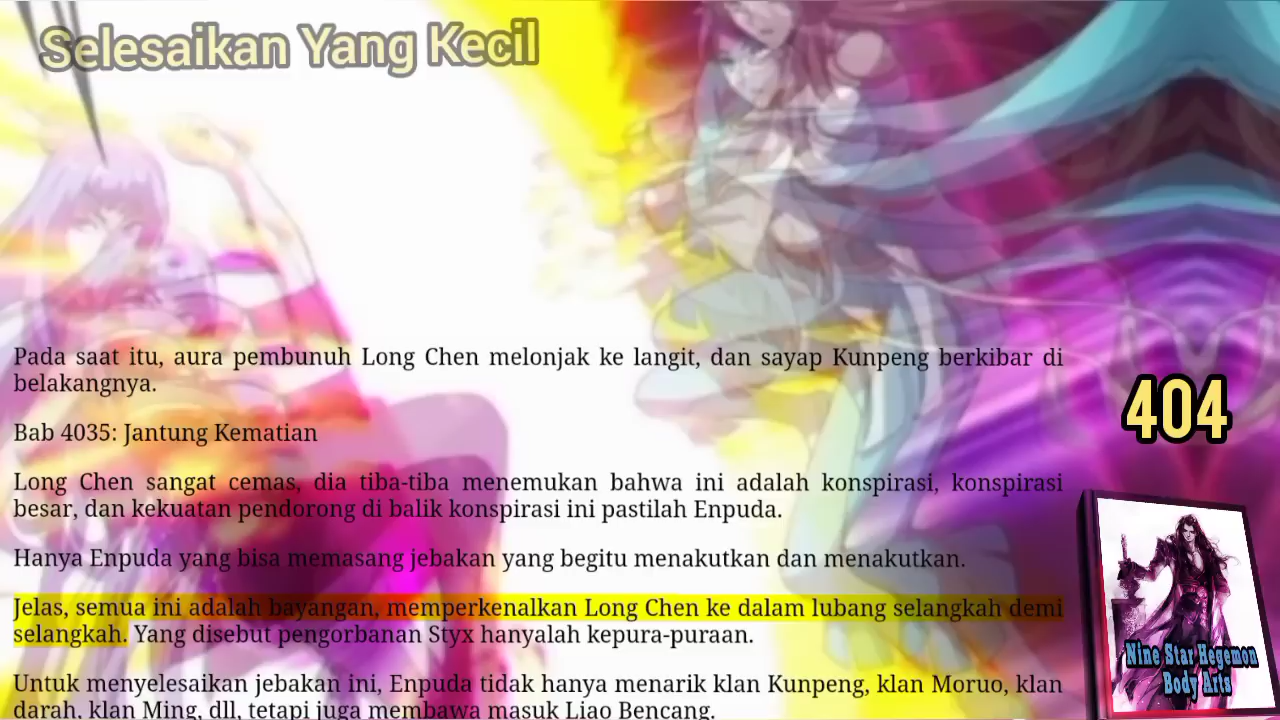 Selesaikan Yang Kecil
Pada saat itu, aura pembunuh Long Chen melonjak ke langit, dan sayap Kunpeng berkibar di
belakangnya.
Bab 4035: Jantung Kematian
Long Chen sangat cemas, dia tiba-tiba menemukan bahwa ini adalah konspirasi, konspirasi
besar, dan kekuatan pendorong di balik konspirasi ini pastilah Enpuda.
Hanya Enpuda yang bisa memasang jebakan yang begitu menakutkan dan menakutkan.
Jelas, semua ini adalah bayangan, memperkenalkan Long Chen ke dalam lubang selangkah demi
selangkah. Yang disebut pengorbanan Styx hanyalah kepura-puraan.
Untuk menyelesaikan jebakan ini, Enpuda tidak hanya menarik klan Kunpeng, klan Moruo, klan
darah, klan Ming, dll, tetapi juga membawa masuk Liao Bencang.
404
Nine Star Hegemon
Body Arts